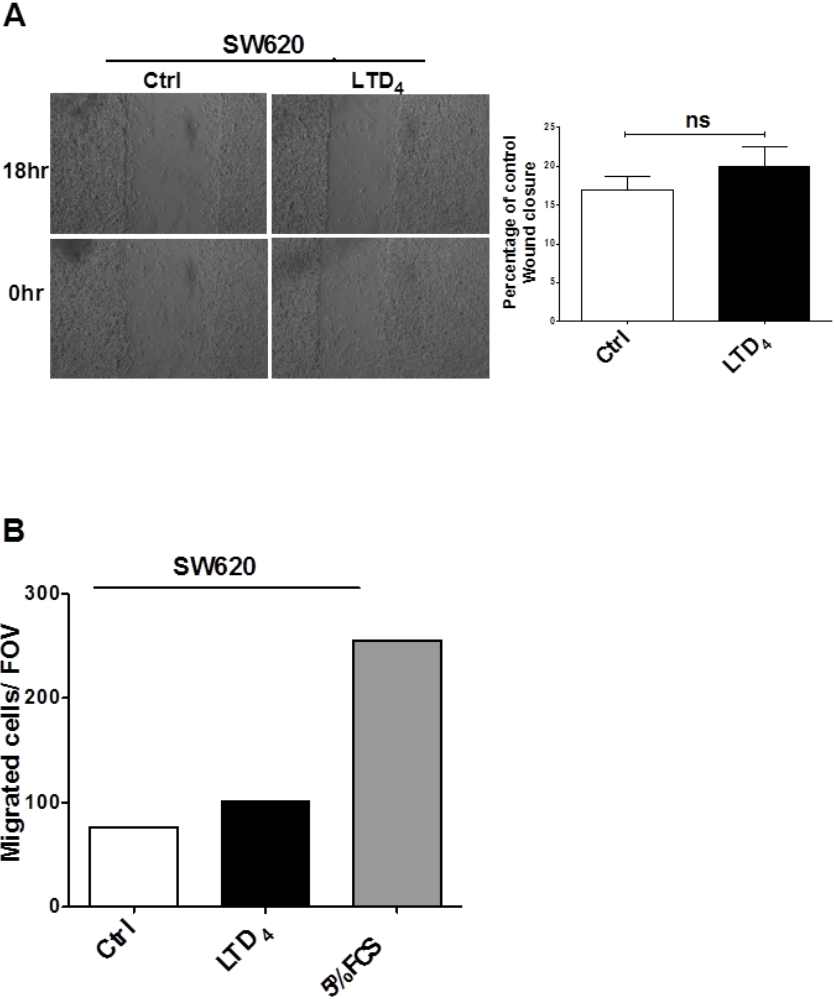 A
SW620
Ctrl LTD4
18hr
0hr
Percentage of control
Wound closure
25
20
15
10
5
0
ns
Ctrl
LTD4
B
SW620
Migrated cells/ FOV
300
200
100
0
Ctrl
LTD4
5%FCS